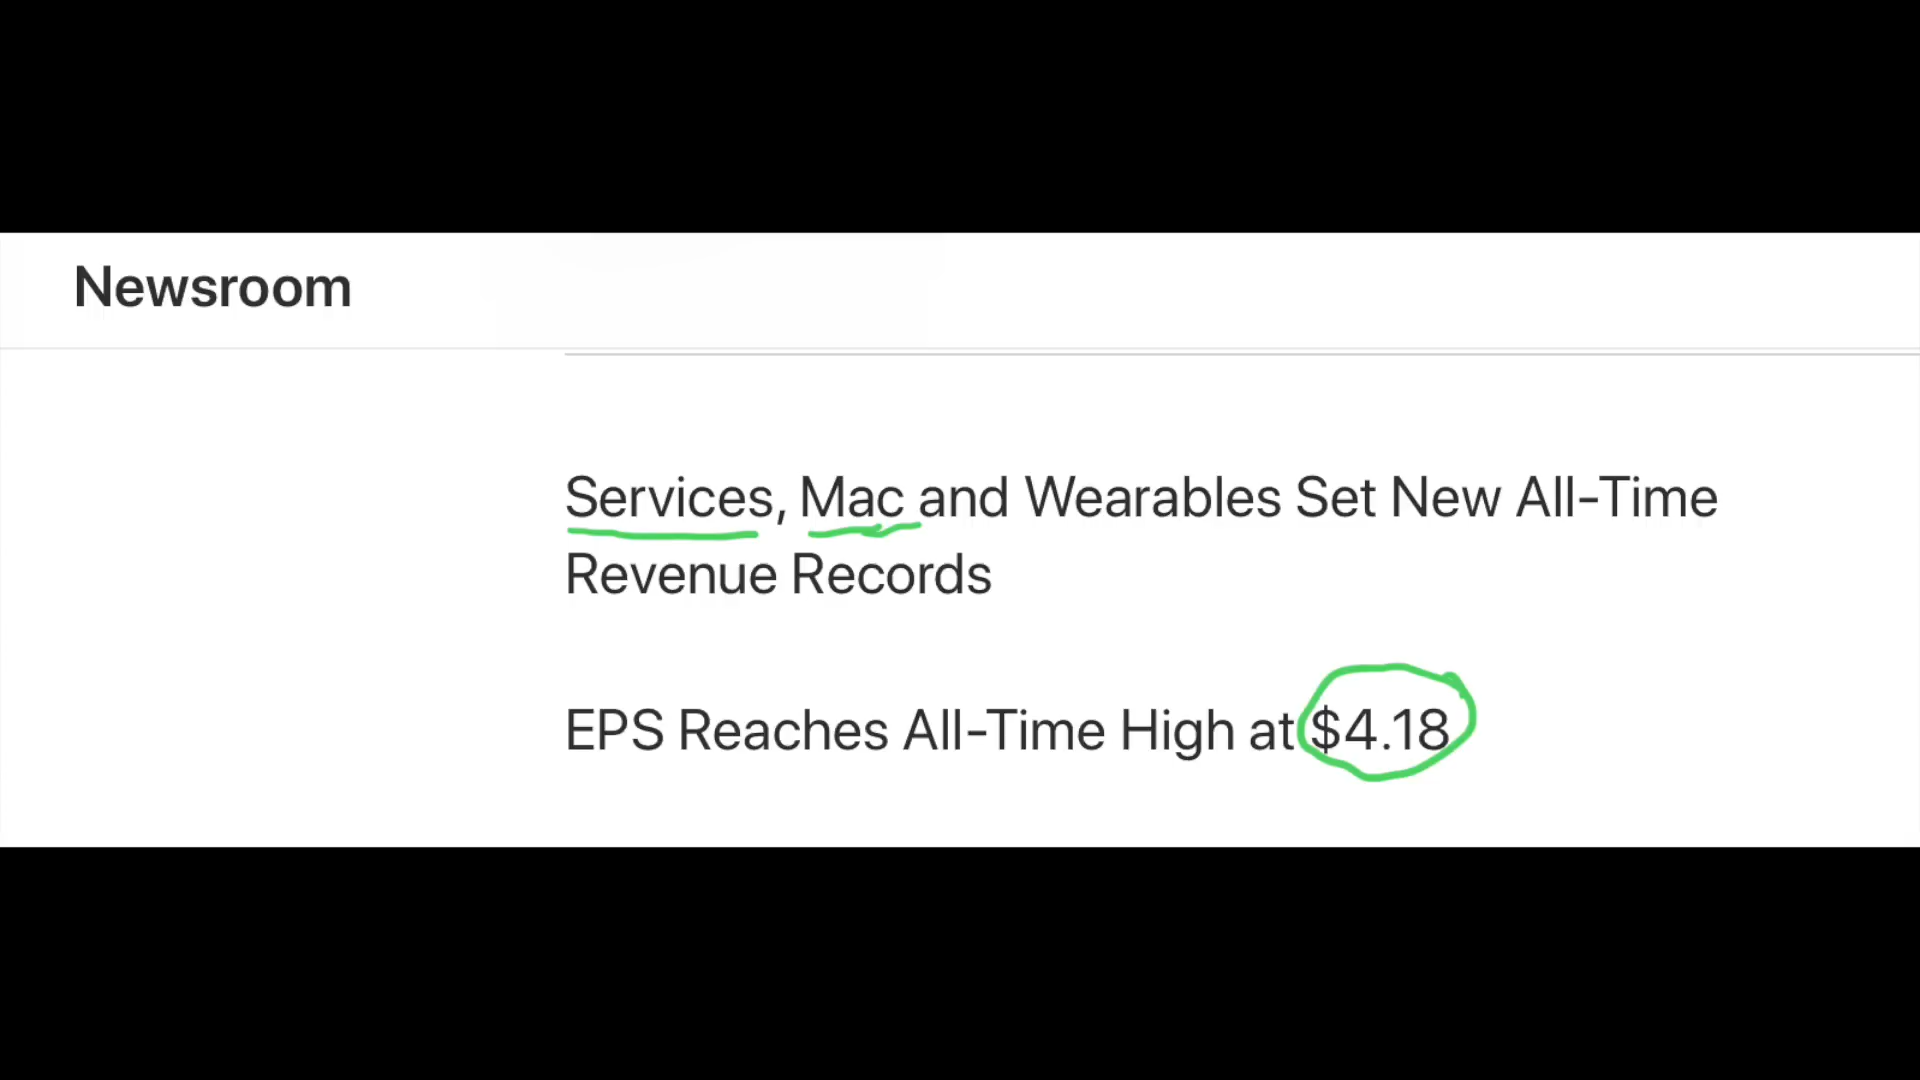 Newsroom
Services, Mac and Wearables Set New All-Time
Revenue Records
EPS Reaches All-Time High at $4.18